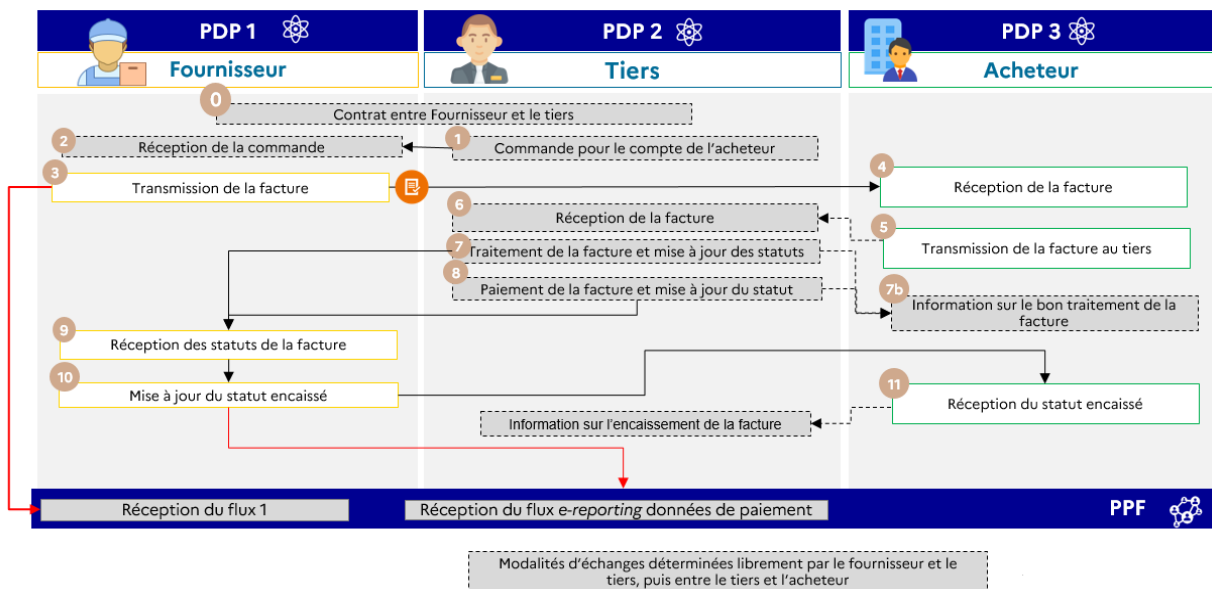 PDP 1
PDP 2
PDP 3
Fournisseur
Tiers
Acheteur
0
Contrat entre Fournisseur et le tiers
2
Réception de la commande
1
Commande pour le compte de l'acheteur
3
Transmission de la facture
4
Réception de la facture
6
Réception de la facture
5
Transmission de la facture au tiers
7
Traitement de la facture et mise à jour des statuts
8
Paiement de la facture et mise à jour du statut
7b
Information sur le bon traitement de la
facture
9
Réception des statuts de la facture
10
Mise à jour du statut encaissé
11
Réception du statut encaissé
Information sur l'encaissement de la facture
Réception du flux 1
Réception du flux e-reporting données de paiement
PPF
Modalités d'échanges déterminées librement par le fournisseur et le
tiers, puis entre le tiers et l'acheteur